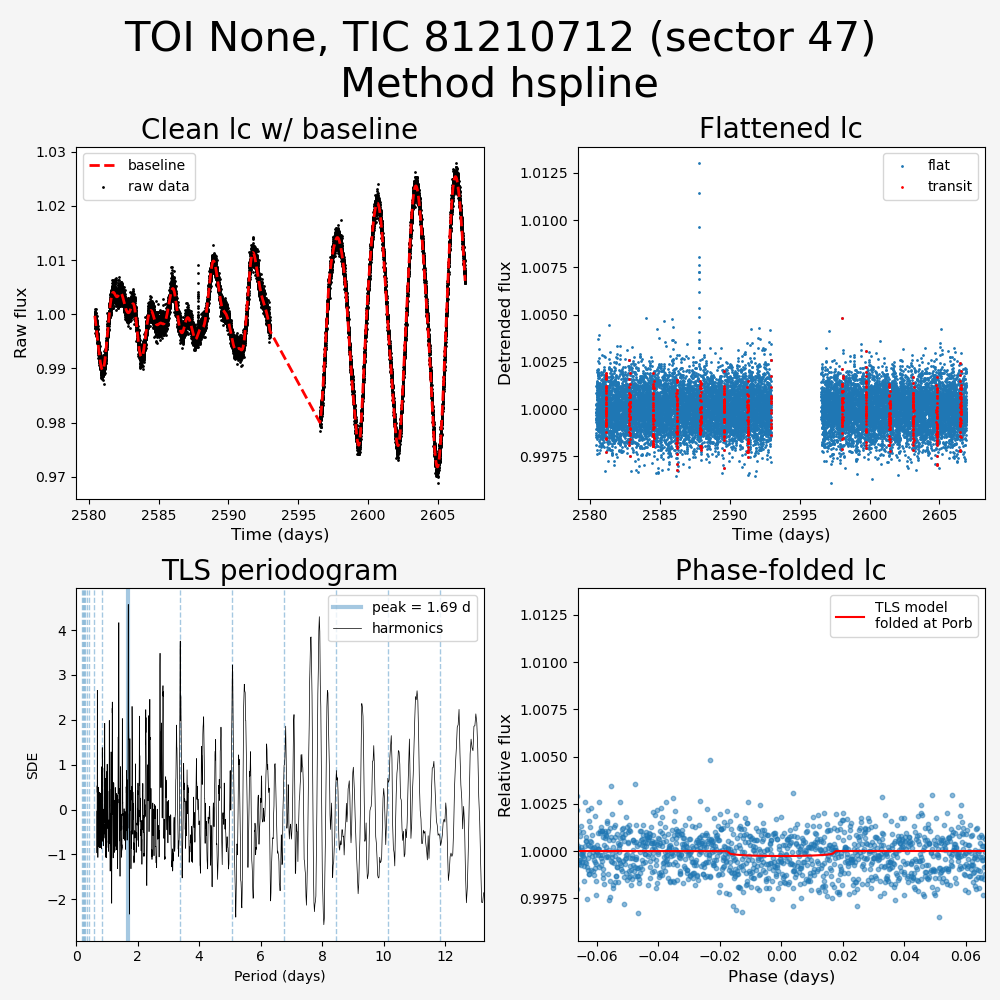 TOI None, TIC 81210712 (sector 47)
Method hspline
Clean lc w/ baseline
1.03
1.02
1.01
1.00
0.99
0.98
0.97
Raw flux
baseline
raw data
2580
2585
2590
2595
2600
2605
Time (days)
Flattened lc
1.0125
1.0100
1.0075
1.0050
1.0025
1.0000
0.9975
Detrended flux
flat
transit
2580
2585
2590
2595
2600
2605
Time (days)
TLS periodogram
4
3
2
1
0
−1
−2
SDE
peak = 1.69 d
harmonics
0
2
4
6
8
10
12
Period (days)
Phase-folded lc
1.0125
1.0100
1.0075
1.0050
1.0025
1.0000
0.9975
Relative flux
TLS model
folded at Porb
−0.06
−0.04
−0.02
0.00
0.02
0.04
0.06
Phase (days)